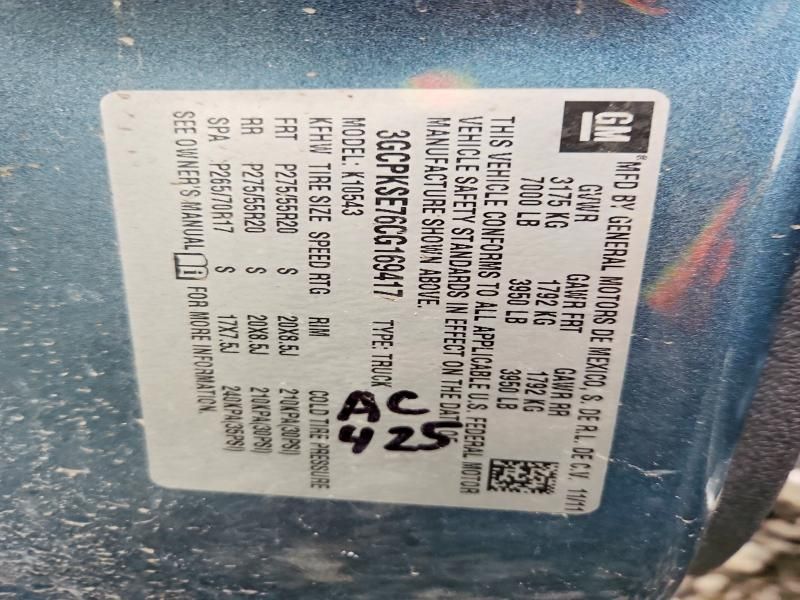 GM
MFD BY GENERAL MOTORS DE MEXICO, S. DE R.L. DE C.V. 11/11
GVWR GAWR FRT GAWR RR
3175 KG 1792 KG 1792 KG
7000 LB 3950 LB 3950 LB
THIS VEHICLE CONFORMS TO ALL APPLICABLE U.S. FEDERAL MOTOR
VEHICLE SAFETY STANDARDS IN EFFECT ON THE DATE OF
MANUFACTURE SHOWN ABOVE.
3GCPKSE76CG169417 TYPE: TRUCK
MODEL: K10543
AC
425
KFHW TIRE SIZE SPEED RTG RIM COLD TIRE PRESSURE
FRT P275/55R20 S 20X8.5J 210KPA(30PSI)
RR P275/55R20 S 20X8.5J 210KPA(30PSI)
SPA P265/70R17 S 17X7.5J 240KPA(35PSI)
SEE OWNER'S MANUAL i FOR MORE INFORMATION.